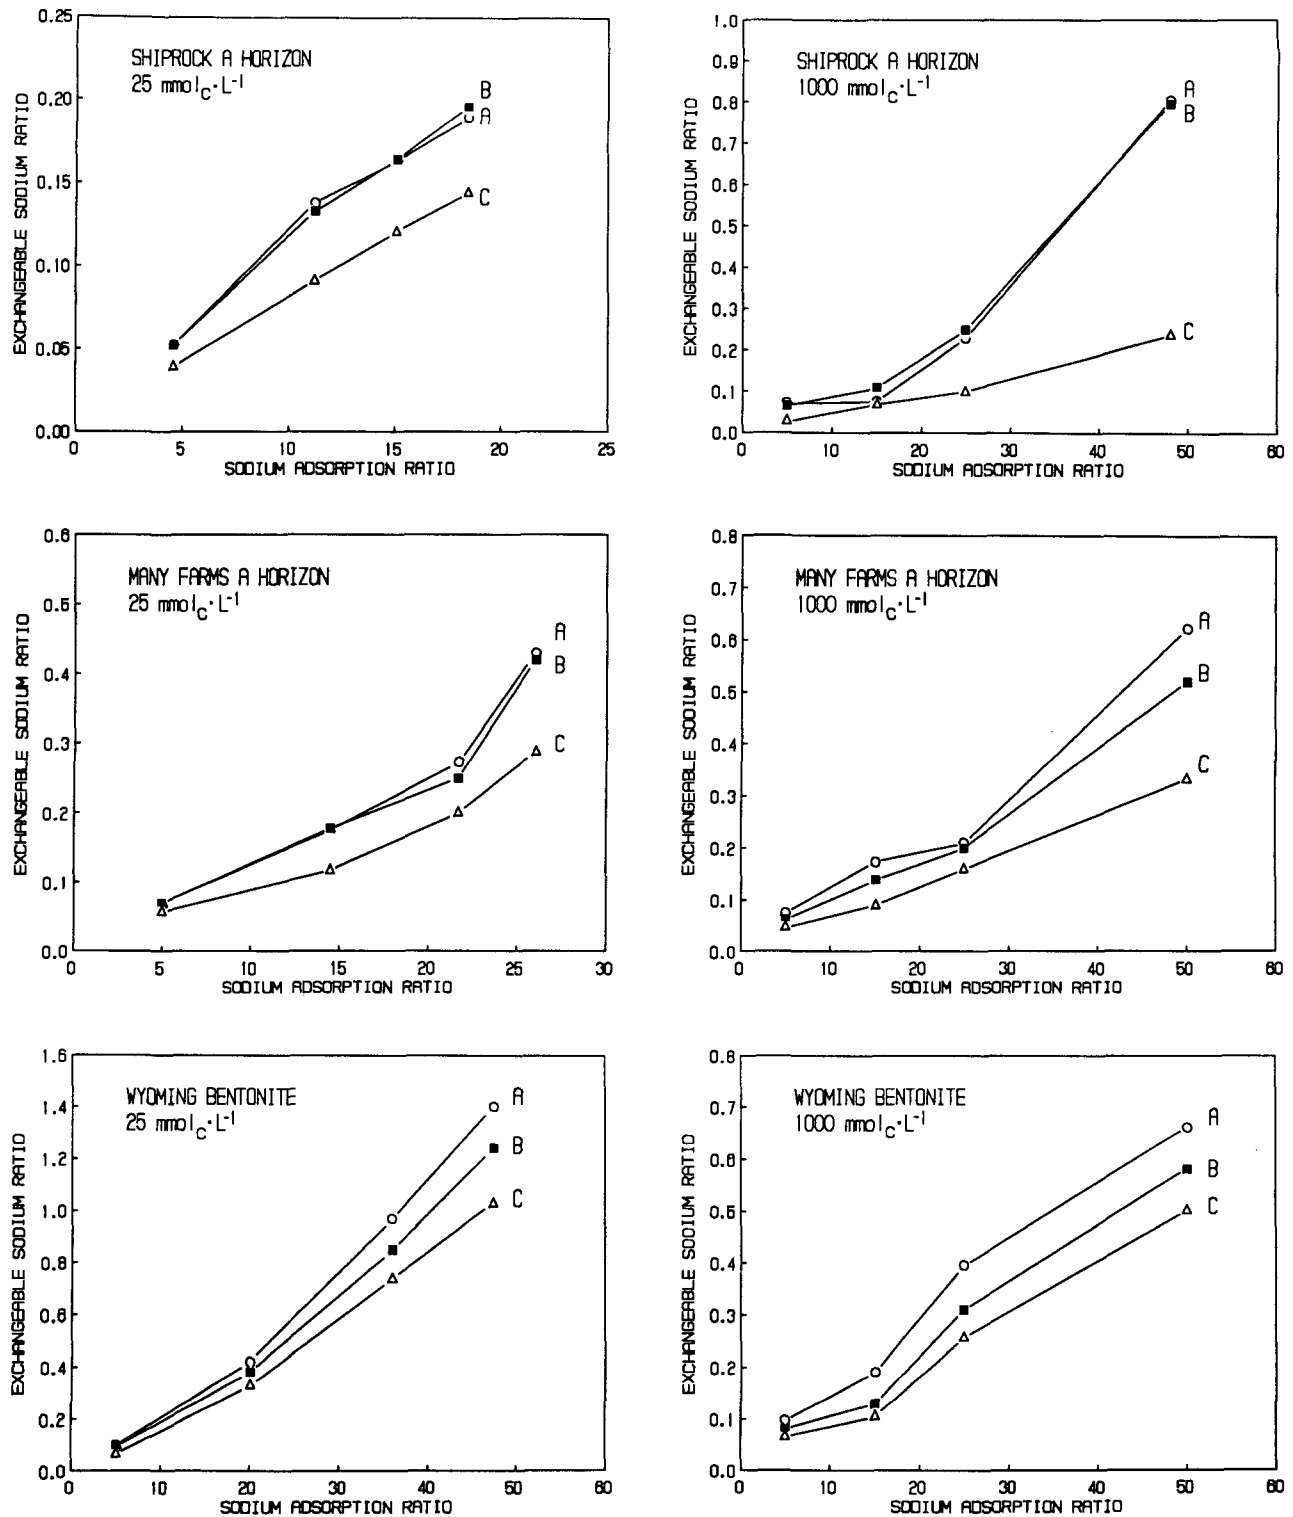 0.25
0.20
0.15
0.10
0.05
0.00
0
5
10
15
20
25
EXCHANGEABLE SODIUM RATIO
SODIUM ADSORPTION RATIO
SHIPROCK A HORIZON
25 mmol_c·L⁻¹
B
A
C
1.0
0.9
0.8
0.7
0.6
0.5
0.4
0.3
0.2
0.1
0.0
0
10
20
30
40
50
60
EXCHANGEABLE SODIUM RATIO
SODIUM ADSORPTION RATIO
SHIPROCK A HORIZON
1000 mmol_c·L⁻¹
A
B
C
0.6
0.5
0.4
0.3
0.2
0.1
0.0
0
5
10
15
20
25
30
EXCHANGEABLE SODIUM RATIO
SODIUM ADSORPTION RATIO
MANY FARMS A HORIZON
25 mmol_c·L⁻¹
A
B
C
0.8
0.7
0.6
0.5
0.4
0.3
0.2
0.1
0.0
0
10
20
30
40
50
60
EXCHANGEABLE SODIUM RATIO
SODIUM ADSORPTION RATIO
MANY FARMS A HORIZON
1000 mmol_c·L⁻¹
A
B
C
1.6
1.4
1.2
1.0
0.8
0.6
0.4
0.2
0.0
0
10
20
30
40
50
60
EXCHANGEABLE SODIUM RATIO
SODIUM ADSORPTION RATIO
WYOMING BENTONITE
25 mmol_c·L⁻¹
A
B
C
0.8
0.7
0.6
0.5
0.4
0.3
0.2
0.1
0.0
0
10
20
30
40
50
60
EXCHANGEABLE SODIUM RATIO
SODIUM ADSORPTION RATIO
WYOMING BENTONITE
1000 mmol_c·L⁻¹
A
B
C